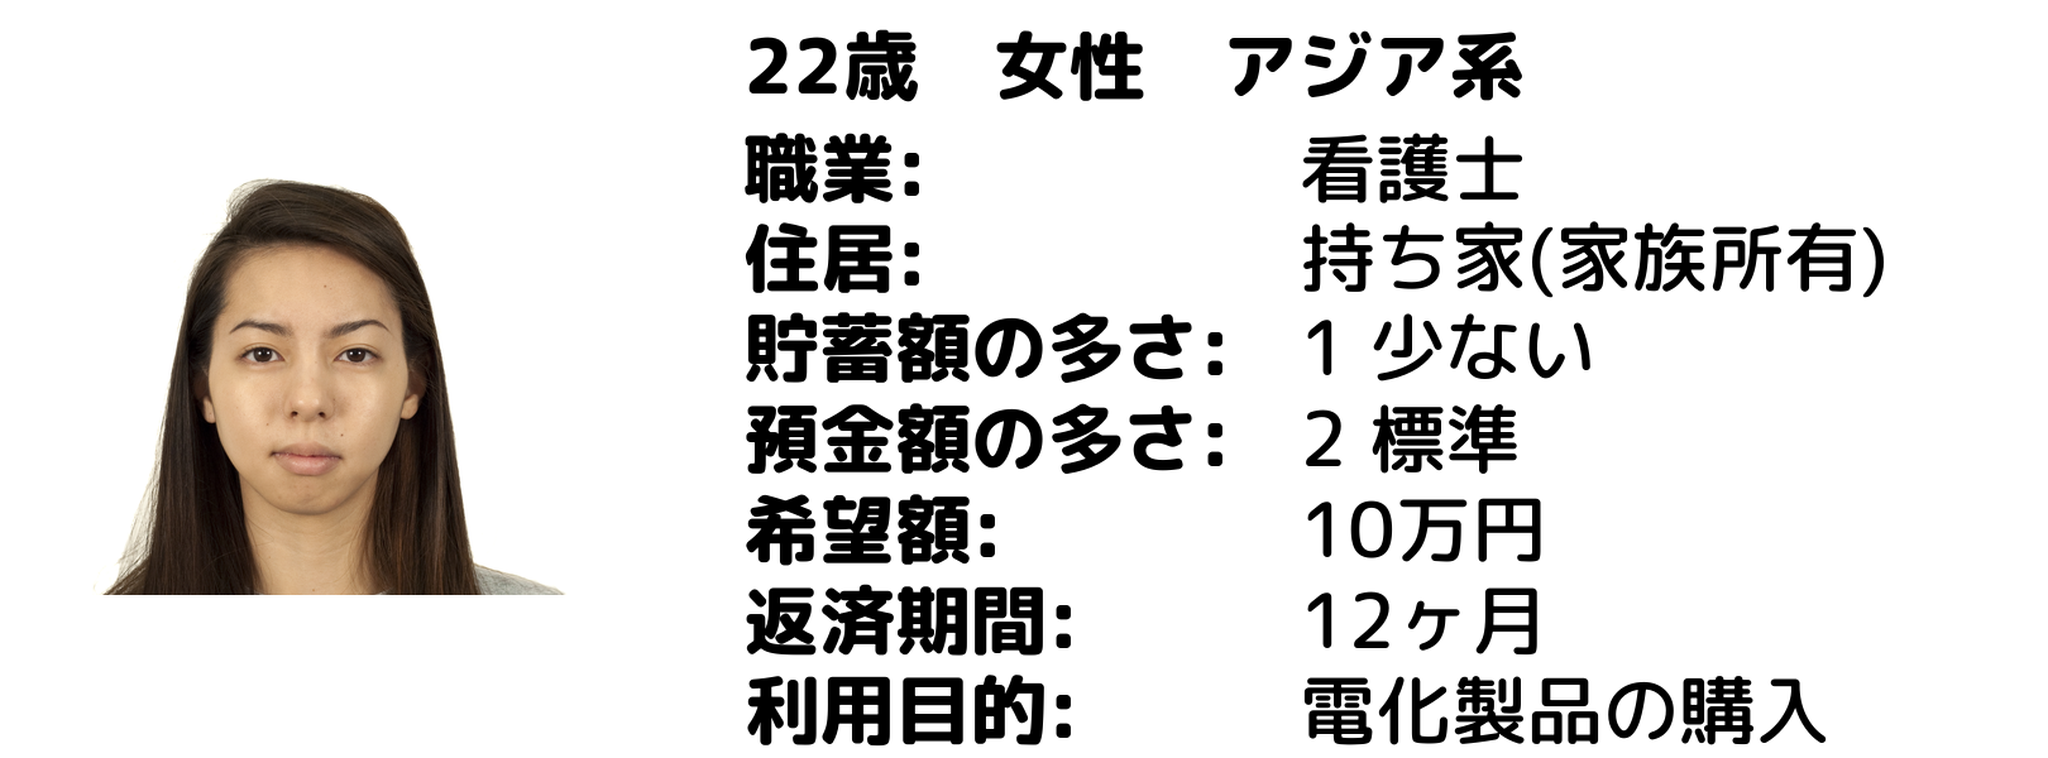 22歳　女性　アジア系
職業: 看護士
住居: 持ち家(家族所有)
貯蓄額の多さ: 1 少ない
預金額の多さ: 2 標準
希望額: 10万円
返済期間: 12ヶ月
利用目的: 電化製品の購入